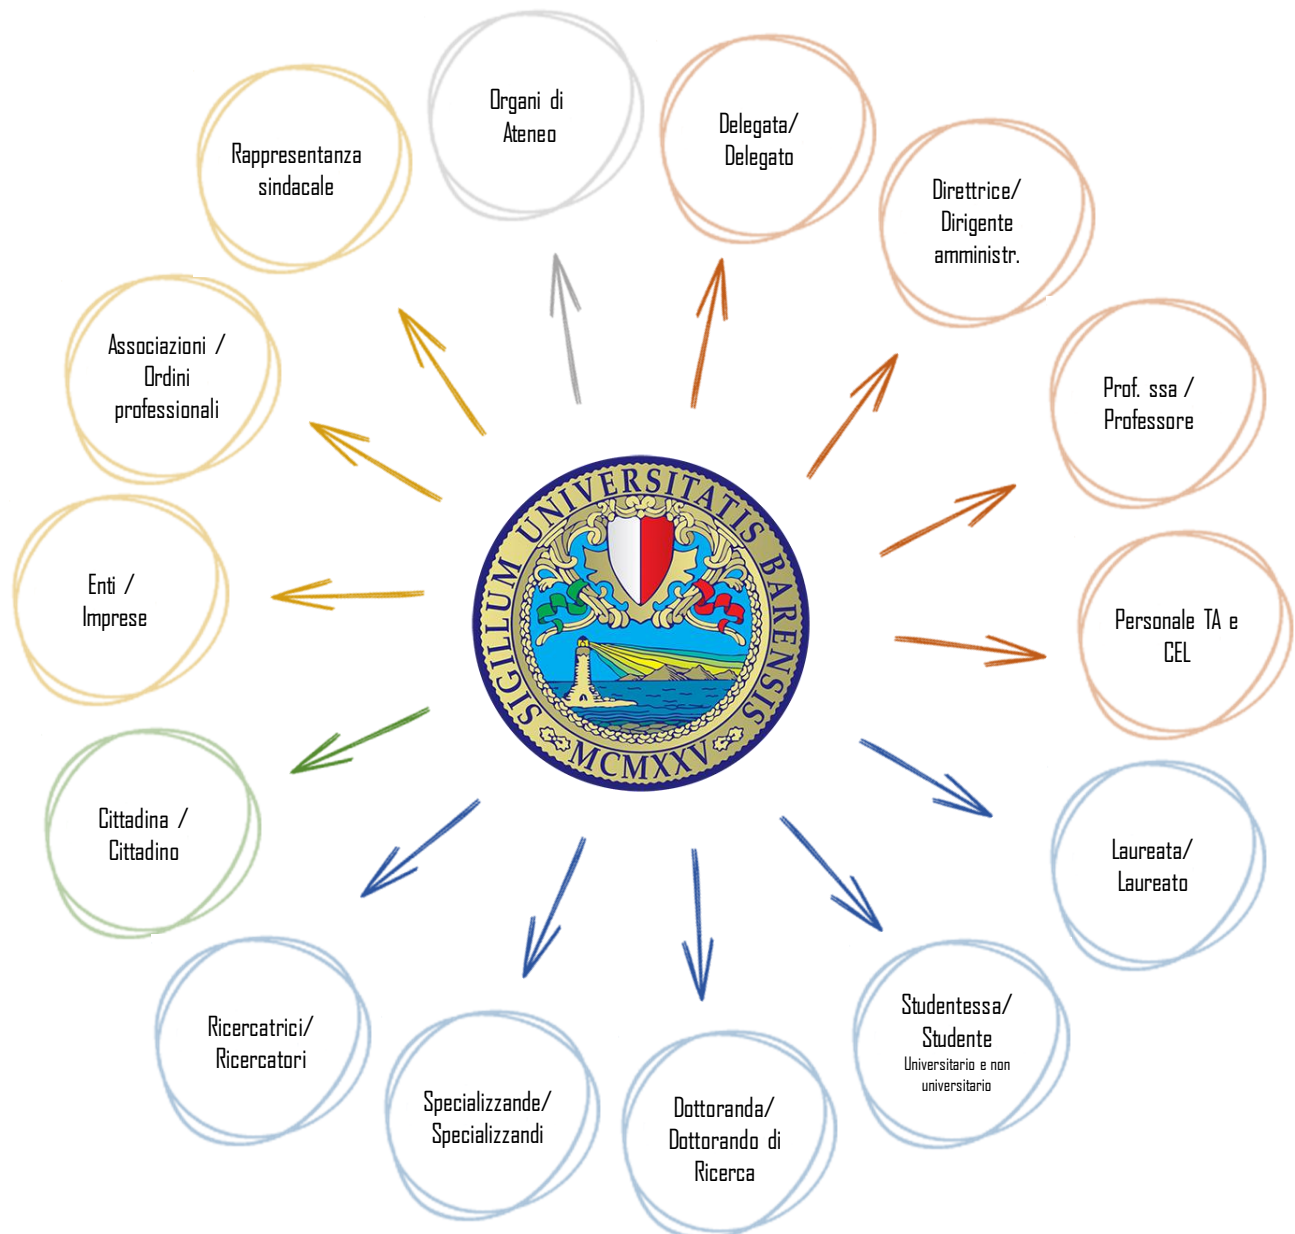 Organi di
Ateneo
Delegata/
Delegato
Direttrice/
Dirigente
amministr.
Prof. ssa /
Professore
Personale TA e
CEL
Laureata/
Laureato
Studentessa/
Studente
Universitario e non
universitario
Dottoranda/
Dottorando di
Ricerca
Specializzande/
Specializzandi
Ricercatrici/
Ricercatori
Cittadina /
Cittadino
Enti /
Imprese
Associazioni /
Ordini
professionali
Rappresentanza
sindacale
SIGILLUM UNIVERSITATIS BARENSIS
MCMXXV